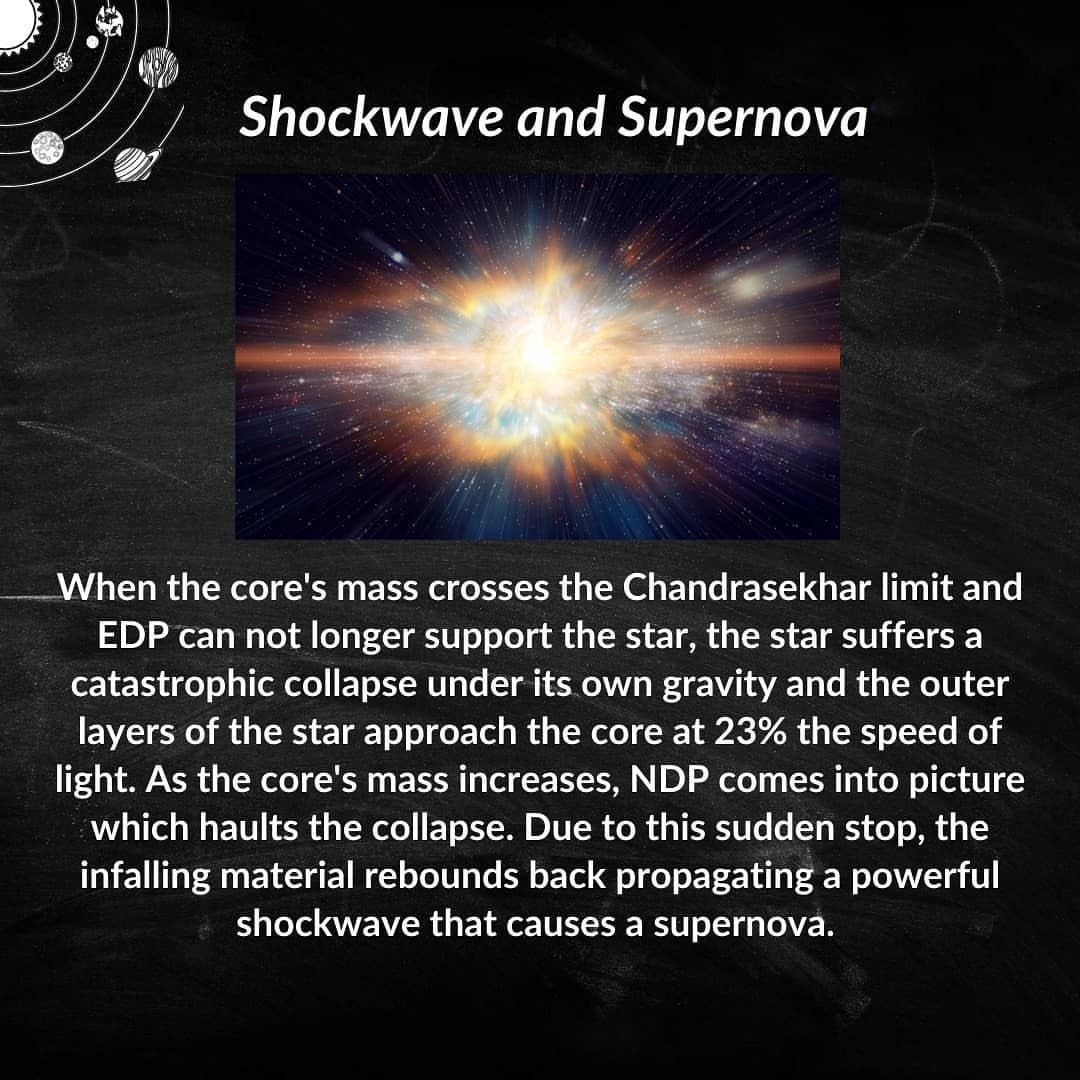 Shockwave and Supernova
When the core's mass crosses the Chandrasekhar limit and
EDP can not longer support the star, the star suffers a
catastrophic collapse under its own gravity and the outer
layers of the star approach the core at 23% the speed of
light. As the core's mass increases, NDP comes into picture
which haults the collapse. Due to this sudden stop, the
infalling material rebounds back propagating a powerful
shockwave that causes a supernova.